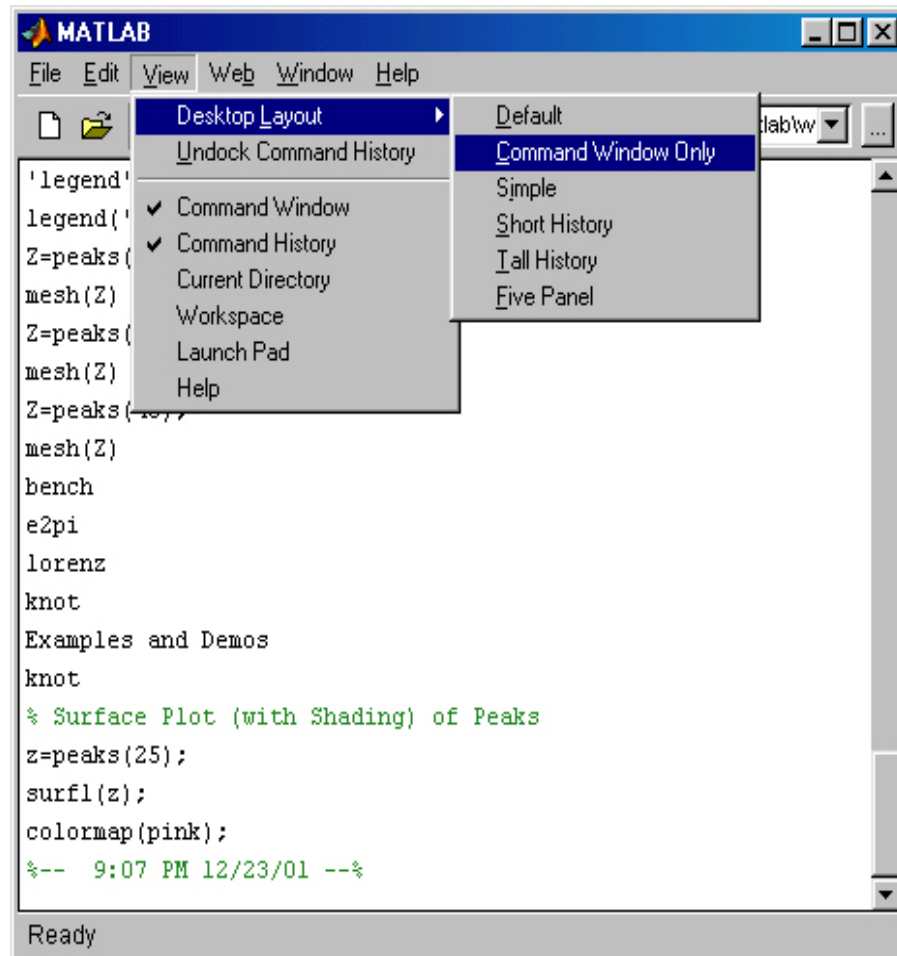 MATLAB
File Edit View Web Window Help
Desktop Layout
Undock Command History
Command Window
Command History
Current Directory
Workspace
Launch Pad
Help
Default
Command Window Only
Simple
Short History
Tall History
Five Panel
...
'legend'
legend('
Z=peaks(
mesh(Z)
Z=peaks(
mesh(Z)
Z=peaks(
mesh(Z)
bench
e2pi
lorenz
knot
Examples and Demos
knot
% Surface Plot (with Shading) of Peaks
z=peaks(25);
surfl(z);
colormap(pink);
%-- 9:07 PM 12/23/01 --%
Ready